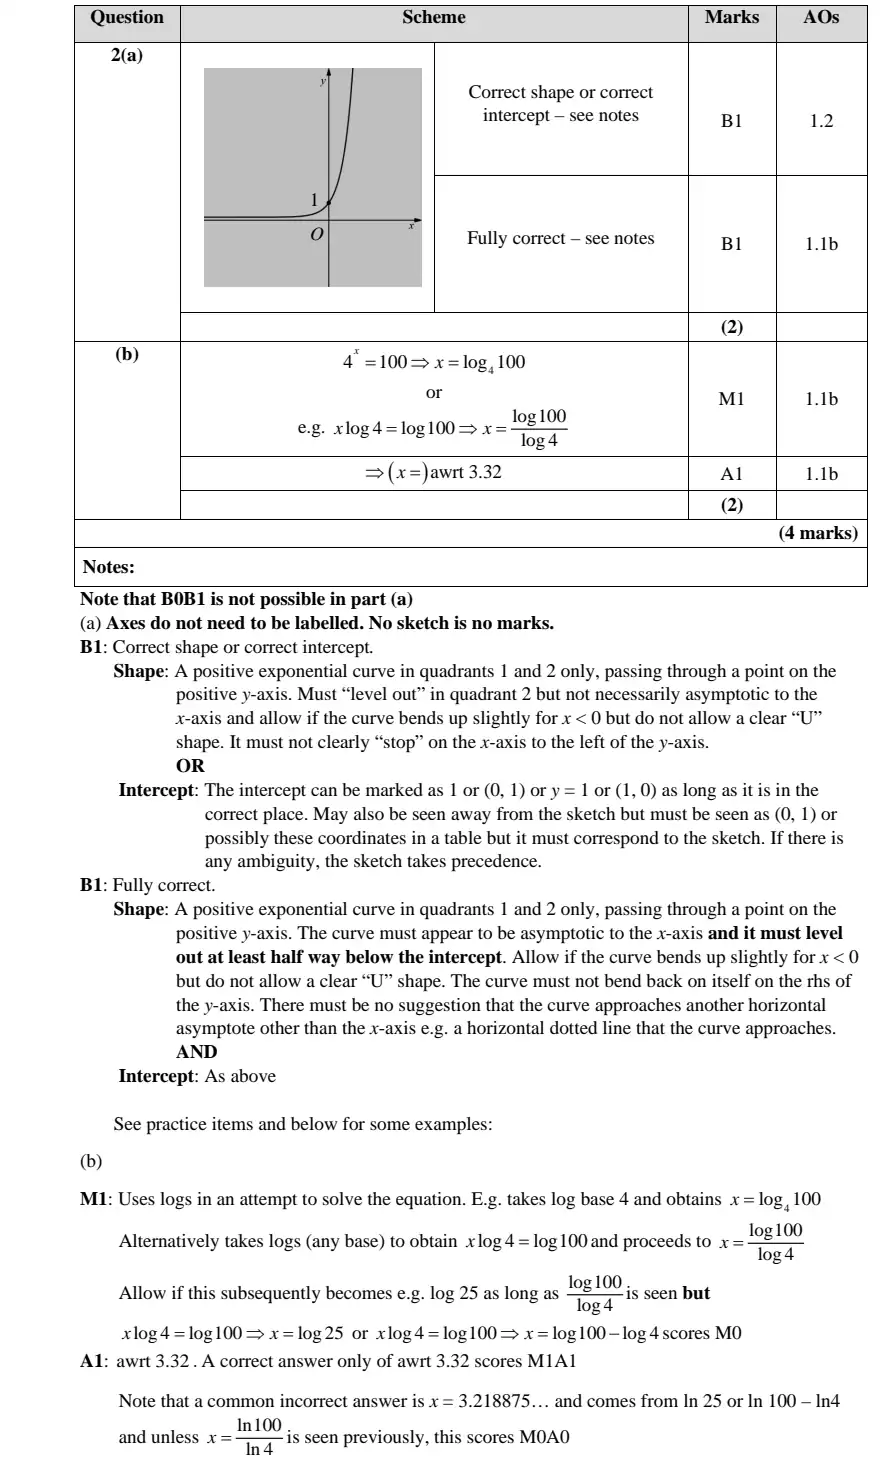 Question Scheme Marks AOs
2(a)
y
1
O
x
Correct shape or correct
intercept – see notes
B1 1.2
Fully correct – see notes B1 1.1b
(2)
(b)
4^x = 100 ⇒ x = log₄ 100
or
e.g. x log 4 = log 100 ⇒ x = log 100 / log 4
M1 1.1b
⇒ (x =) awrt 3.32 A1 1.1b
(2)
(4 marks)
Notes:
Note that B0B1 is not possible in part (a)
(a) Axes do not need to be labelled. No sketch is no marks.
B1: Correct shape or correct intercept.
Shape: A positive exponential curve in quadrants 1 and 2 only, passing through a point on the
positive y-axis. Must “level out” in quadrant 2 but not necessarily asymptotic to the
x-axis and allow if the curve bends up slightly for x < 0 but do not allow a clear “U”
shape. It must not clearly “stop” on the x-axis to the left of the y-axis.
OR
Intercept: The intercept can be marked as 1 or (0, 1) or y = 1 or (1, 0) as long as it is in the
correct place. May also be seen away from the sketch but must be seen as (0, 1) or
possibly these coordinates in a table but it must correspond to the sketch. If there is
any ambiguity, the sketch takes precedence.
B1: Fully correct.
Shape: A positive exponential curve in quadrants 1 and 2 only, passing through a point on the
positive y-axis. The curve must appear to be asymptotic to the x-axis and it must level
out at least half way below the intercept. Allow if the curve bends up slightly for x < 0
but do not allow a clear “U” shape. The curve must not bend back on itself on the rhs of
the y-axis. There must be no suggestion that the curve approaches another horizontal
asymptote other than the x-axis e.g. a horizontal dotted line that the curve approaches.
AND
Intercept: As above
See practice items and below for some examples:
(b)
M1: Uses logs in an attempt to solve the equation. E.g. takes log base 4 and obtains x = log₄ 100
Alternatively takes logs (any base) to obtain x log 4 = log 100 and proceeds to x = log 100 / log 4
Allow if this subsequently becomes e.g. log 25 as long as log 100 / log 4 is seen but
x log 4 = log 100 ⇒ x = log 25 or x log 4 = log 100 ⇒ x = log 100 − log 4 scores M0
A1: awrt 3.32 . A correct answer only of awrt 3.32 scores M1A1
Note that a common incorrect answer is x = 3.218875… and comes from ln 25 or ln 100 – ln4
and unless x = ln 100 / ln 4 is seen previously, this scores M0A0